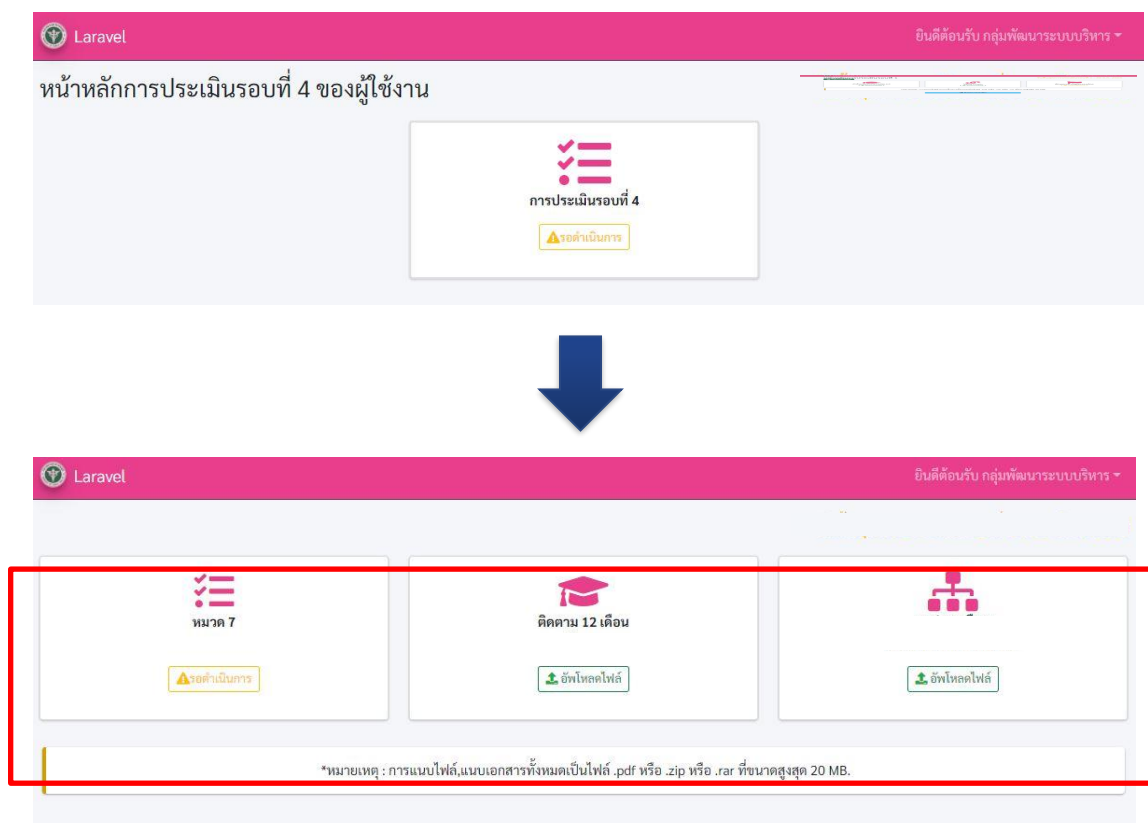 Laravel
ยินดีต้อนรับ กลุ่มพัฒนาระบบบริหาร
หน้าหลักการประเมินรอบที่ 4 ของผู้ใช้งาน
การประเมินรอบที่ 4
รอดำเนินการ
Laravel
ยินดีต้อนรับ กลุ่มพัฒนาระบบบริหาร
หมวด 7
รอดำเนินการ
ติดตาม 12 เดือน
อัพโหลดไฟล์
อัพโหลดไฟล์
*หมายเหตุ : การแนบไฟล์,แนบเอกสารทั้งหมดเป็นไฟล์ .pdf หรือ .zip หรือ .rar ที่ขนาดสูงสุด 20 MB.